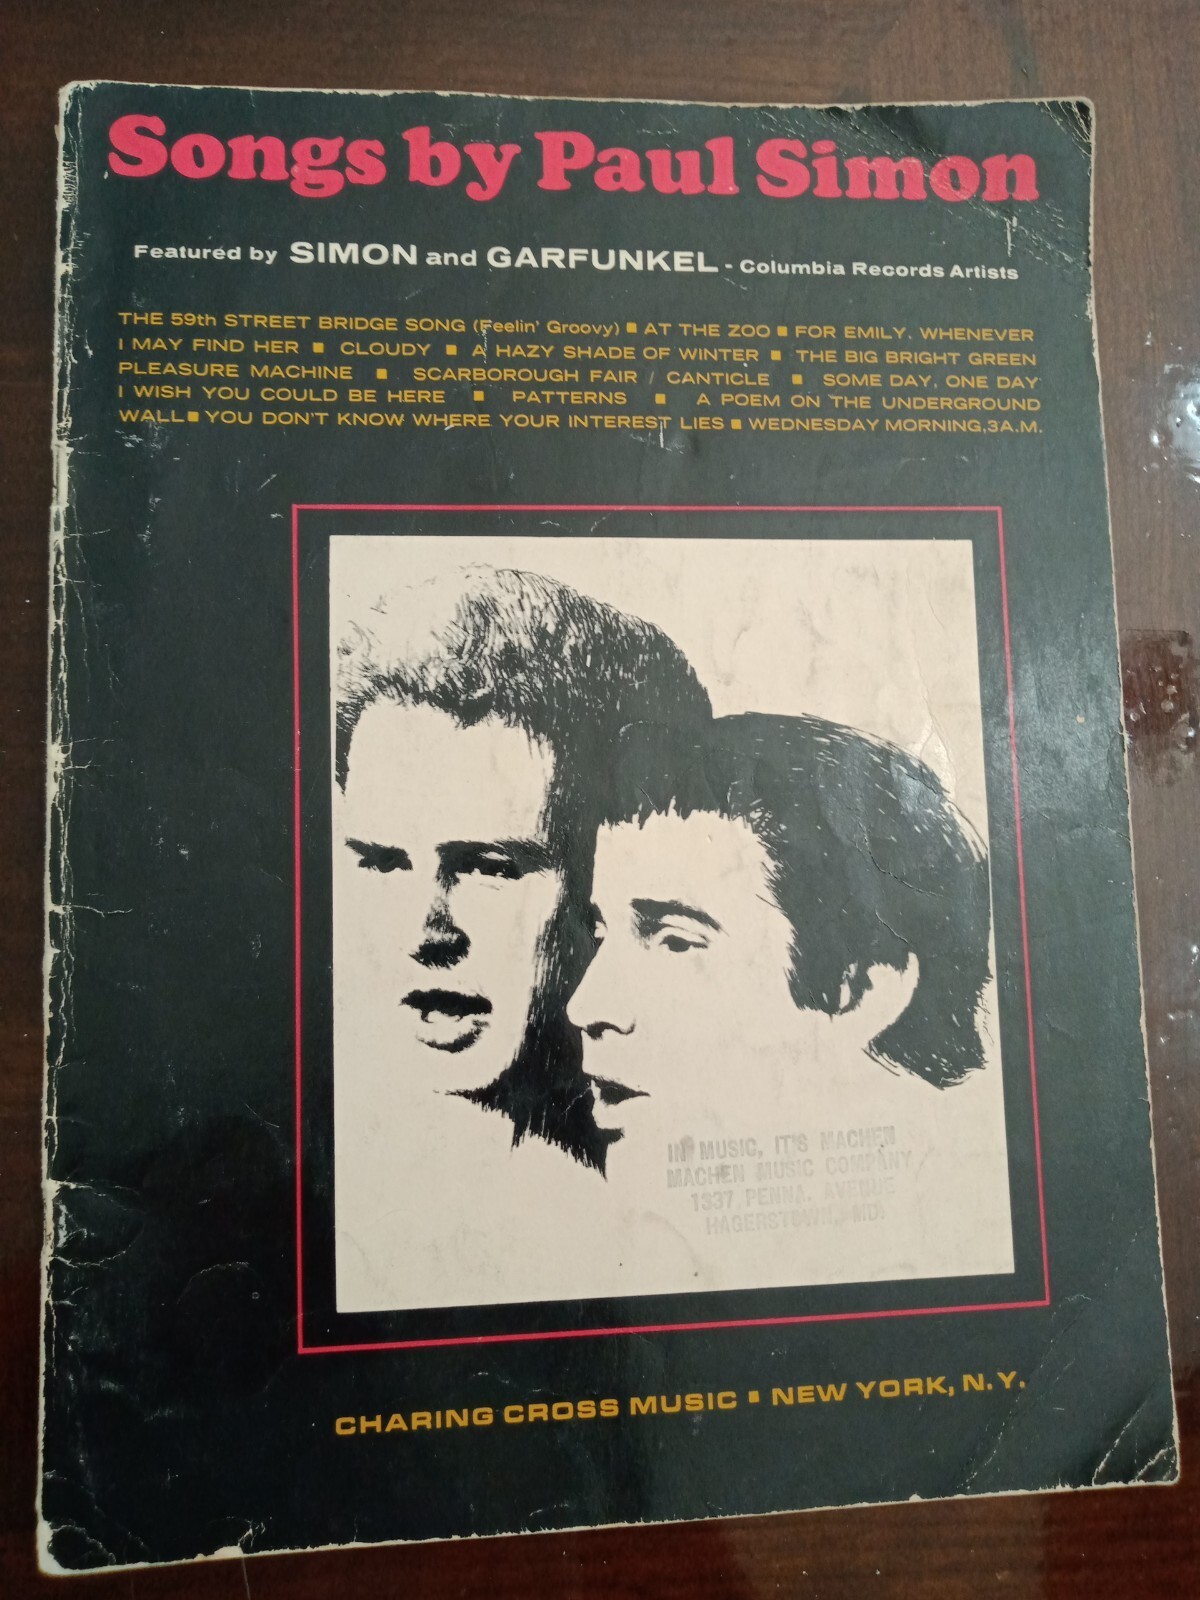 Songs by Paul Simon
Featured by SIMON and GARFUNKEL - Columbia Records Artists
THE 59th STREET BRIDGE SONG (Feelin' Groovy) ■ AT THE ZOO ■ FOR EMILY, WHENEVER
I MAY FIND HER ■ CLOUDY ■ A HAZY SHADE OF WINTER ■ THE BIG BRIGHT GREEN
PLEASURE MACHINE ■ SCARBOROUGH FAIR / CANTICLE ■ SOME DAY, ONE DAY
I WISH YOU COULD BE HERE ■ PATTERNS ■ A POEM ON THE UNDERGROUND
WALL ■ YOU DON'T KNOW WHERE YOUR INTEREST LIES ■ WEDNESDAY MORNING,3A.M.
IN MUSIC, IT'S MACHEN
MACHEN MUSIC COMPANY
1337 PENNA. AVENUE
HAGERSTOWN, MD.
CHARING CROSS MUSIC ■ NEW YORK, N.Y.